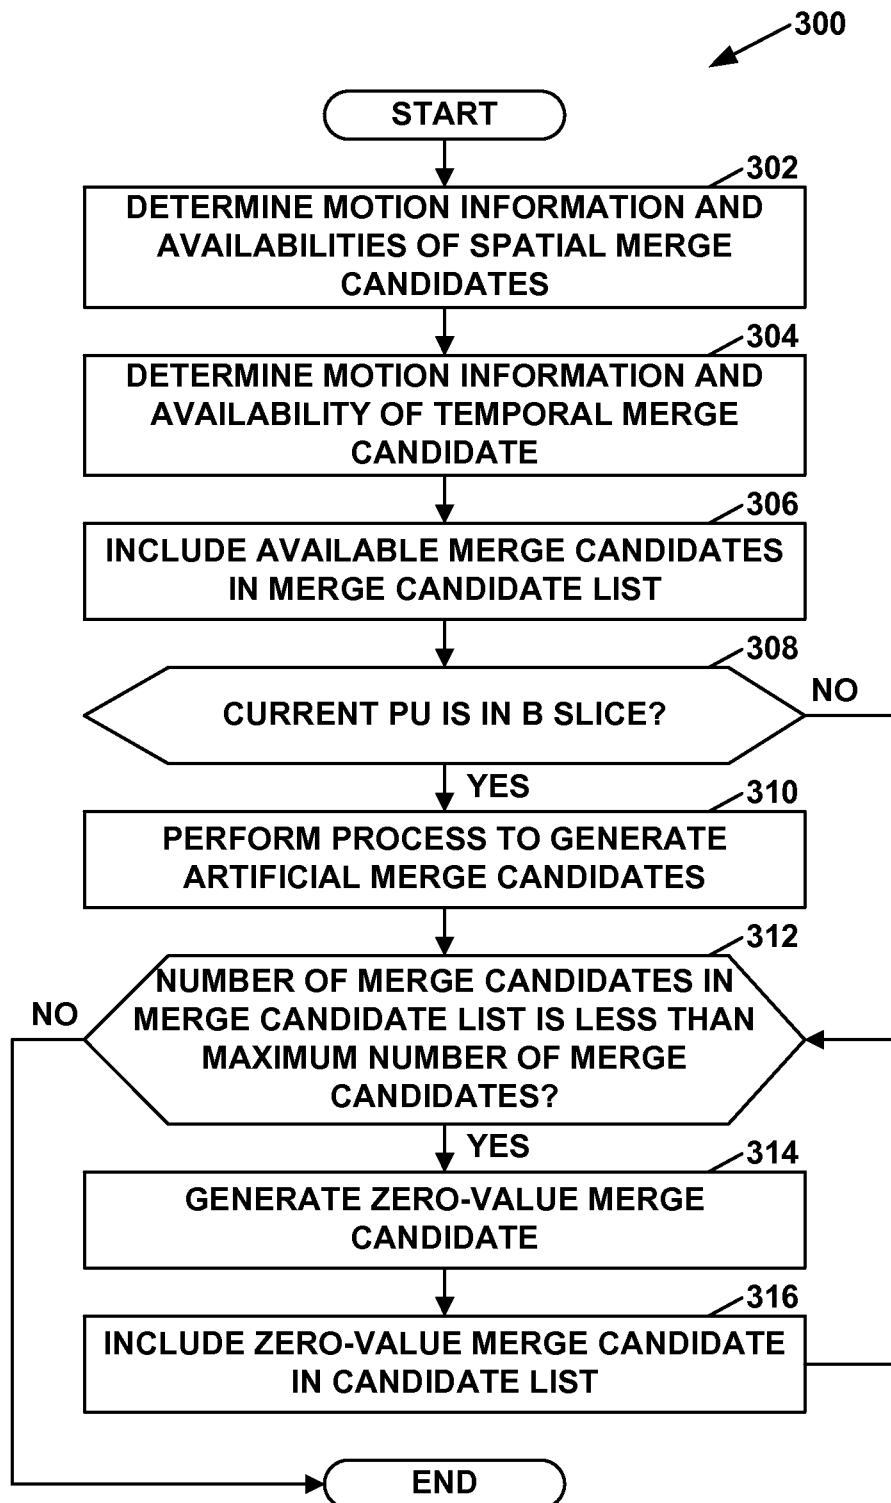 300
START
302
DETERMINE MOTION INFORMATION AND
AVAILABILITIES OF SPATIAL MERGE
CANDIDATES
304
DETERMINE MOTION INFORMATION AND
AVAILABILITY OF TEMPORAL MERGE
CANDIDATE
306
INCLUDE AVAILABLE MERGE CANDIDATES
IN MERGE CANDIDATE LIST
308
CURRENT PU IS IN B SLICE?
NO
YES
310
PERFORM PROCESS TO GENERATE
ARTIFICIAL MERGE CANDIDATES
312
NUMBER OF MERGE CANDIDATES IN
MERGE CANDIDATE LIST IS LESS THAN
MAXIMUM NUMBER OF MERGE
CANDIDATES?
NO
YES
314
GENERATE ZERO-VALUE MERGE
CANDIDATE
316
INCLUDE ZERO-VALUE MERGE CANDIDATE
IN CANDIDATE LIST
END